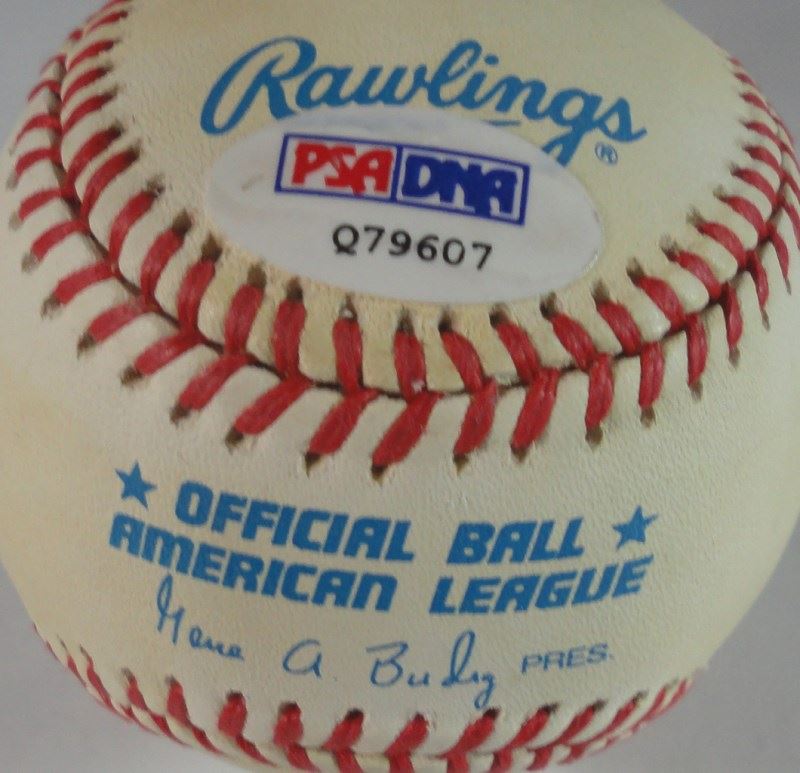 Rawlings®
PSA DNA
Q79607
★ OFFICIAL BALL ★
AMERICAN LEAGUE
Gene A. Budig PRES.